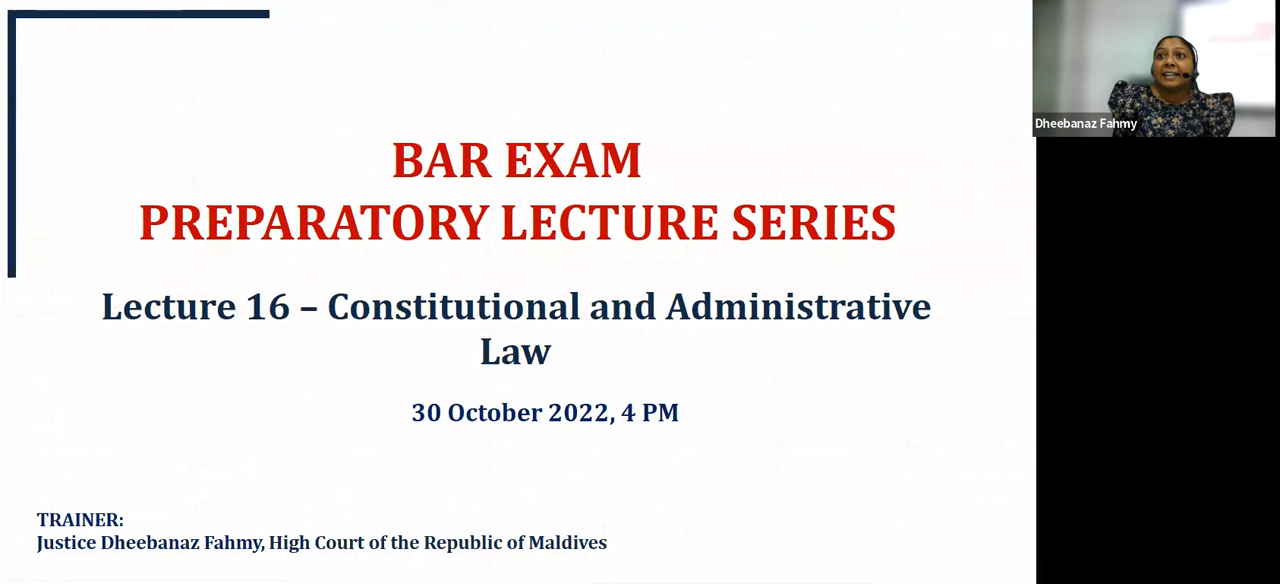 BAR EXAM
PREPARATORY LECTURE SERIES
Lecture 16 – Constitutional and Administrative
Law
30 October 2022, 4 PM
TRAINER:
Justice Dheebanaz Fahmy, High Court of the Republic of Maldives
Dheebanaz Fahmy